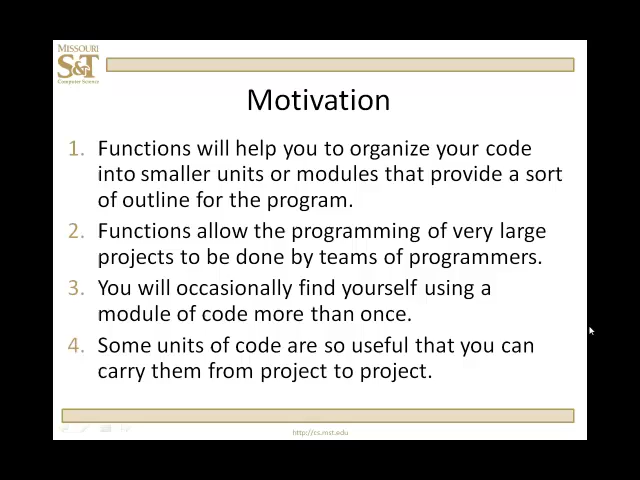 MISSOURI
S&T
Computer Science
Motivation
1. Functions will help you to organize your code
into smaller units or modules that provide a sort
of outline for the program.
2. Functions allow the programming of very large
projects to be done by teams of programmers.
3. You will occasionally find yourself using a
module of code more than once.
4. Some units of code are so useful that you can
carry them from project to project.
http://cs.mst.edu